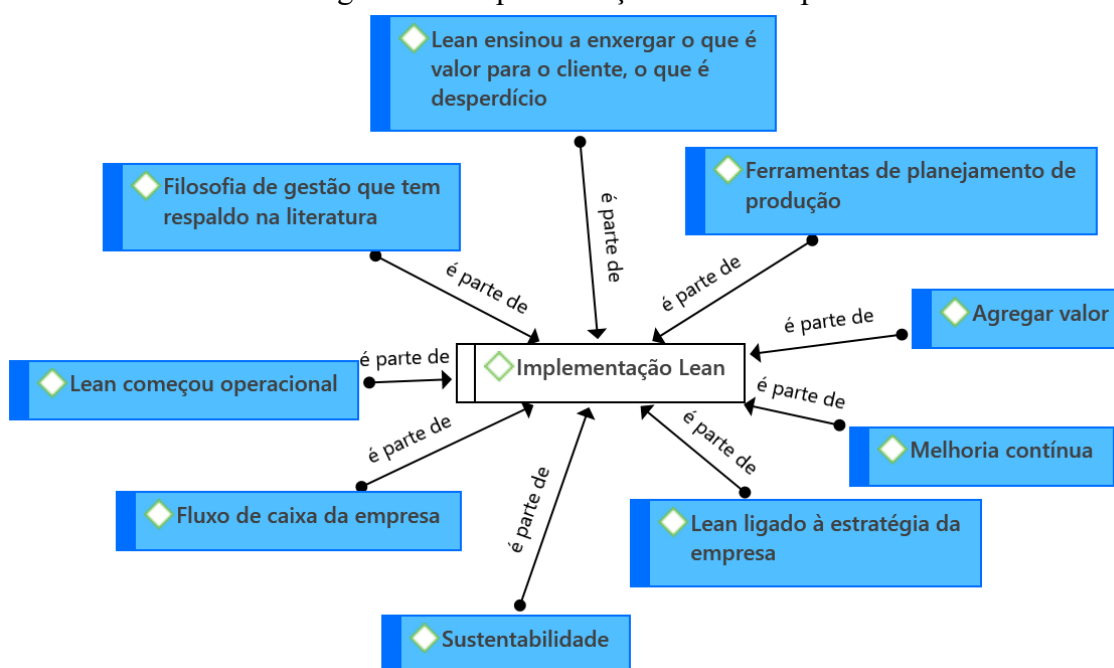 Lean ensinou a enxergar o que é
valor para o cliente, o que é
desperdício
Filosofia de gestão que tem
respaldo na literatura
Ferramentas de planejamento de
produção
é parte de
é parte de
é parte de
Agregar valor
é parte de
Lean começou operacional
é parte de
Implementação Lean
é parte de
Melhoria contínua
é parte de
Fluxo de caixa da empresa
é parte de
Lean ligado à estratégia da
empresa
é parte de
Sustentabilidade